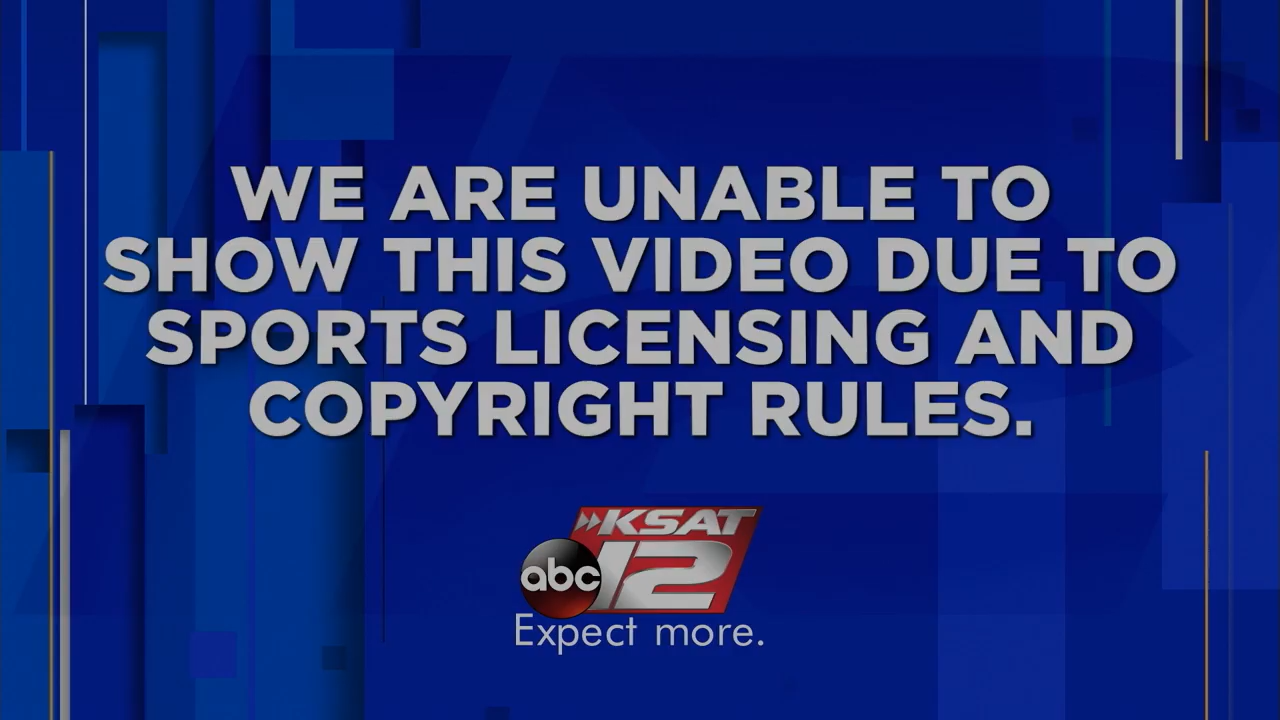 WE ARE UNABLE TO
SHOW THIS VIDEO DUE TO
SPORTS LICENSING AND
COPYRIGHT RULES.
KSAT
abc 12
Expect more.